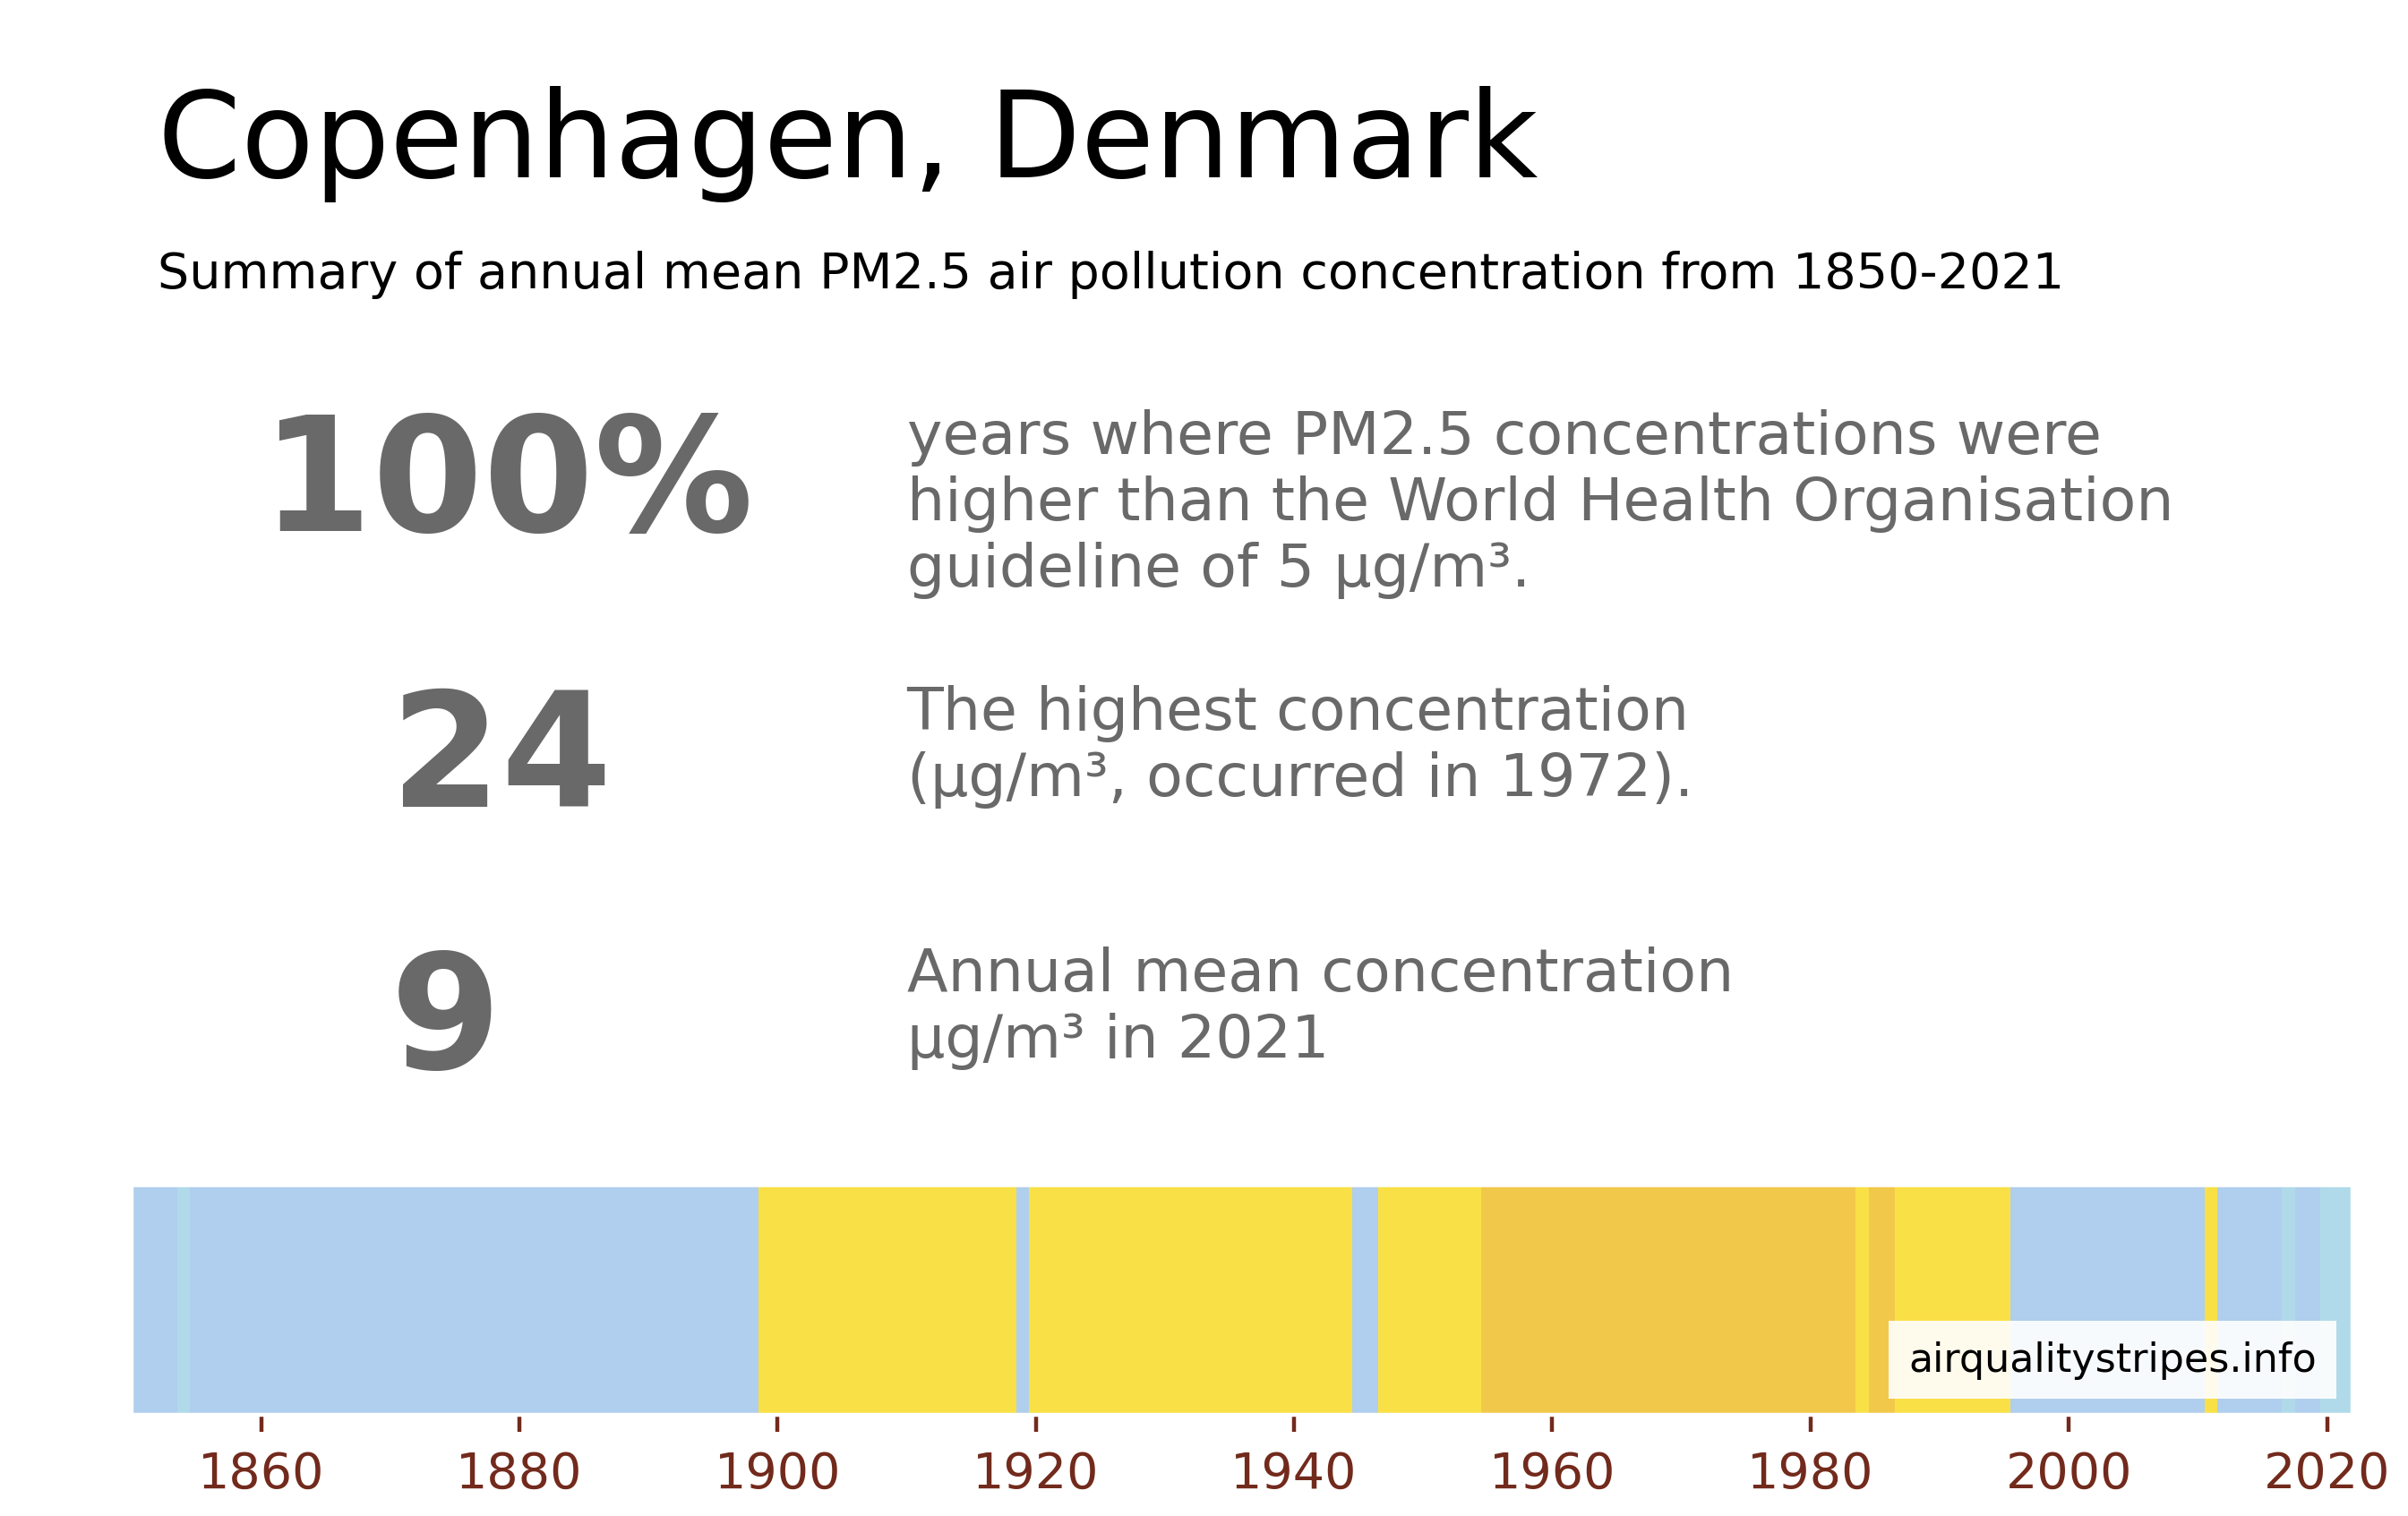 Copenhagen, Denmark
Summary of annual mean PM2.5 air pollution concentration from 1850-2021
100%
years where PM2.5 concentrations were
higher than the World Health Organisation
guideline of 5 µg/m³.
24
The highest concentration
(µg/m³, occurred in 1972).
9
Annual mean concentration
µg/m³ in 2021
airqualitystripes.info
1860 1880 1900 1920 1940 1960 1980 2000 2020